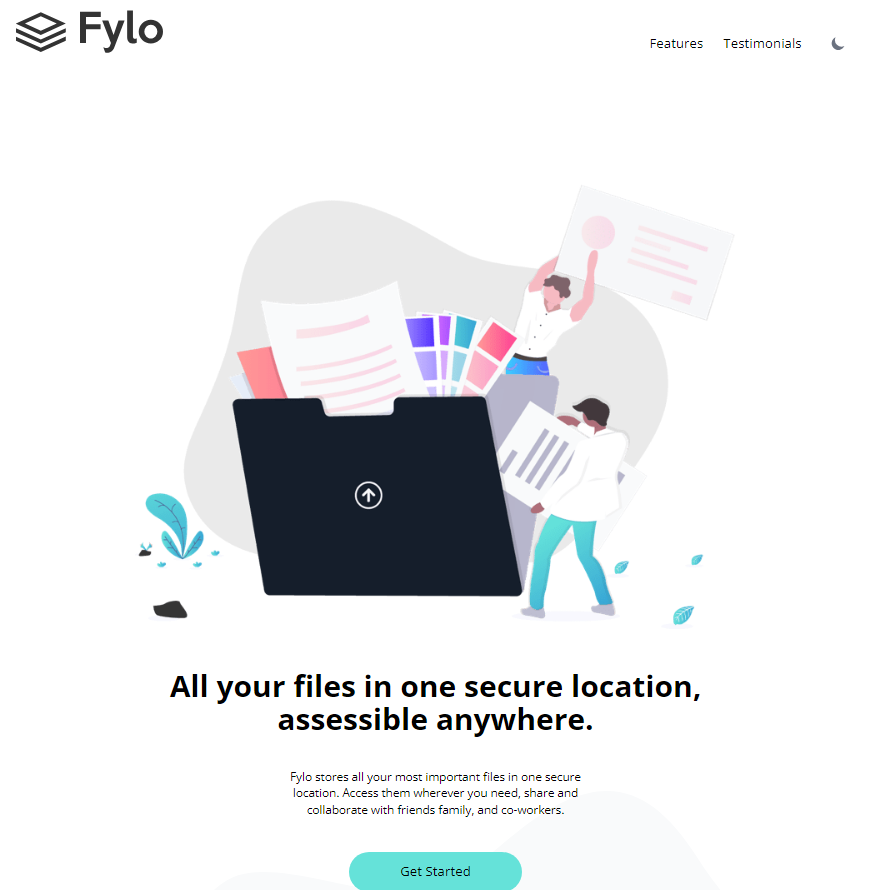 Fylo
Features Testimonials
All your files in one secure location,
assessible anywhere.
Fylo stores all your most important files in one secure
location. Access them wherever you need, share and
collaborate with friends family, and co-workers.
Get Started